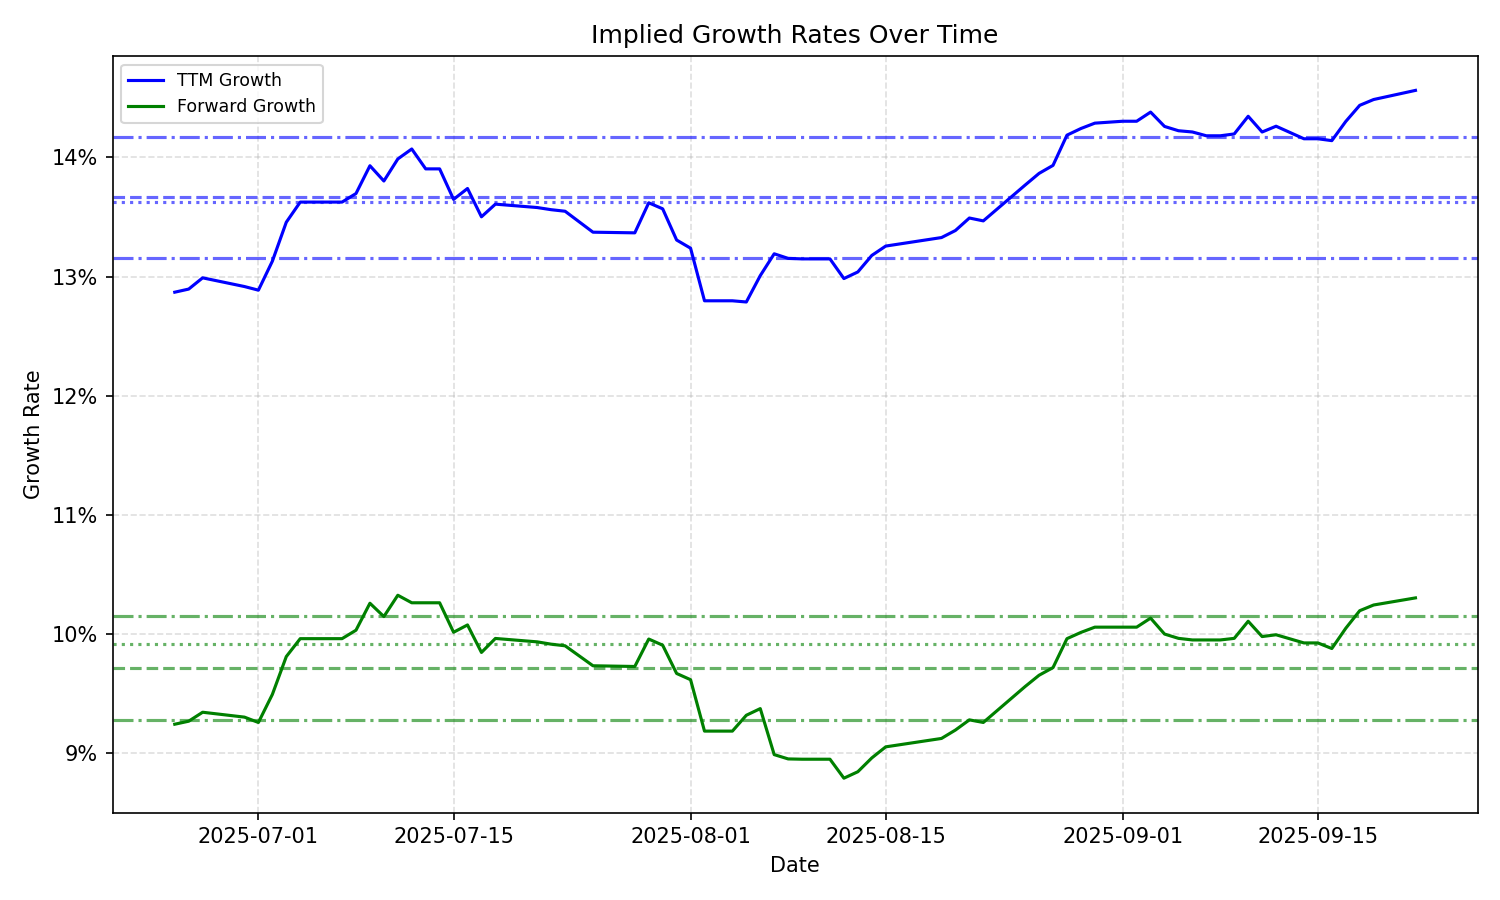 Implied Growth Rates Over Time
TTM Growth
Forward Growth
14%
13%
12%
11%
10%
9%
Growth Rate
2025-07-01
2025-07-15
2025-08-01
2025-08-15
2025-09-01
2025-09-15
Date